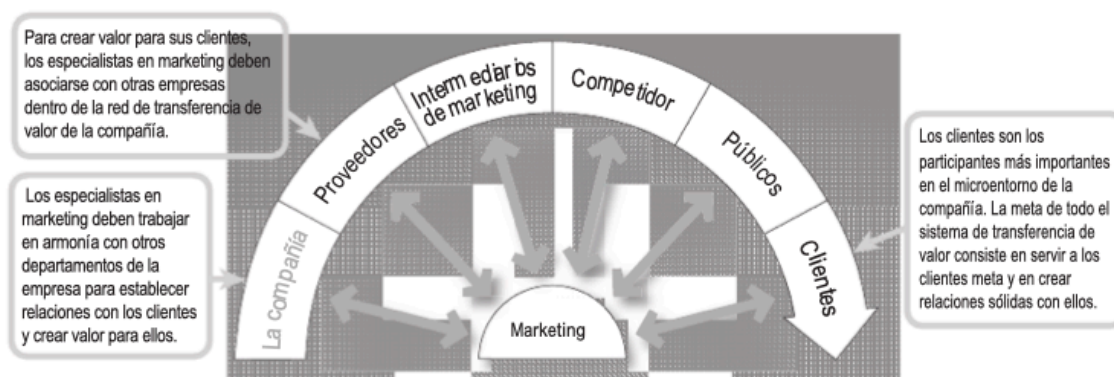 Para crear valor para sus clientes,
los especialistas en marketing deben
asociarse con otras empresas
dentro de la red de transferencia de
valor de la compañía.
Los especialistas en
marketing deben trabajar
en armonía con otros
departamentos de la
empresa para establecer
relaciones con los clientes
y crear valor para ellos.
La compañía
Proveedores
Intermediarios
de marketing
Competidor
Públicos
Clientes
Marketing
Los clientes son los
participantes más importantes
en el microentorno de la
compañía. La meta de todo el
sistema de transferencia de
valor consiste en servir a los
clientes meta y en crear
relaciones sólidas con ellos.